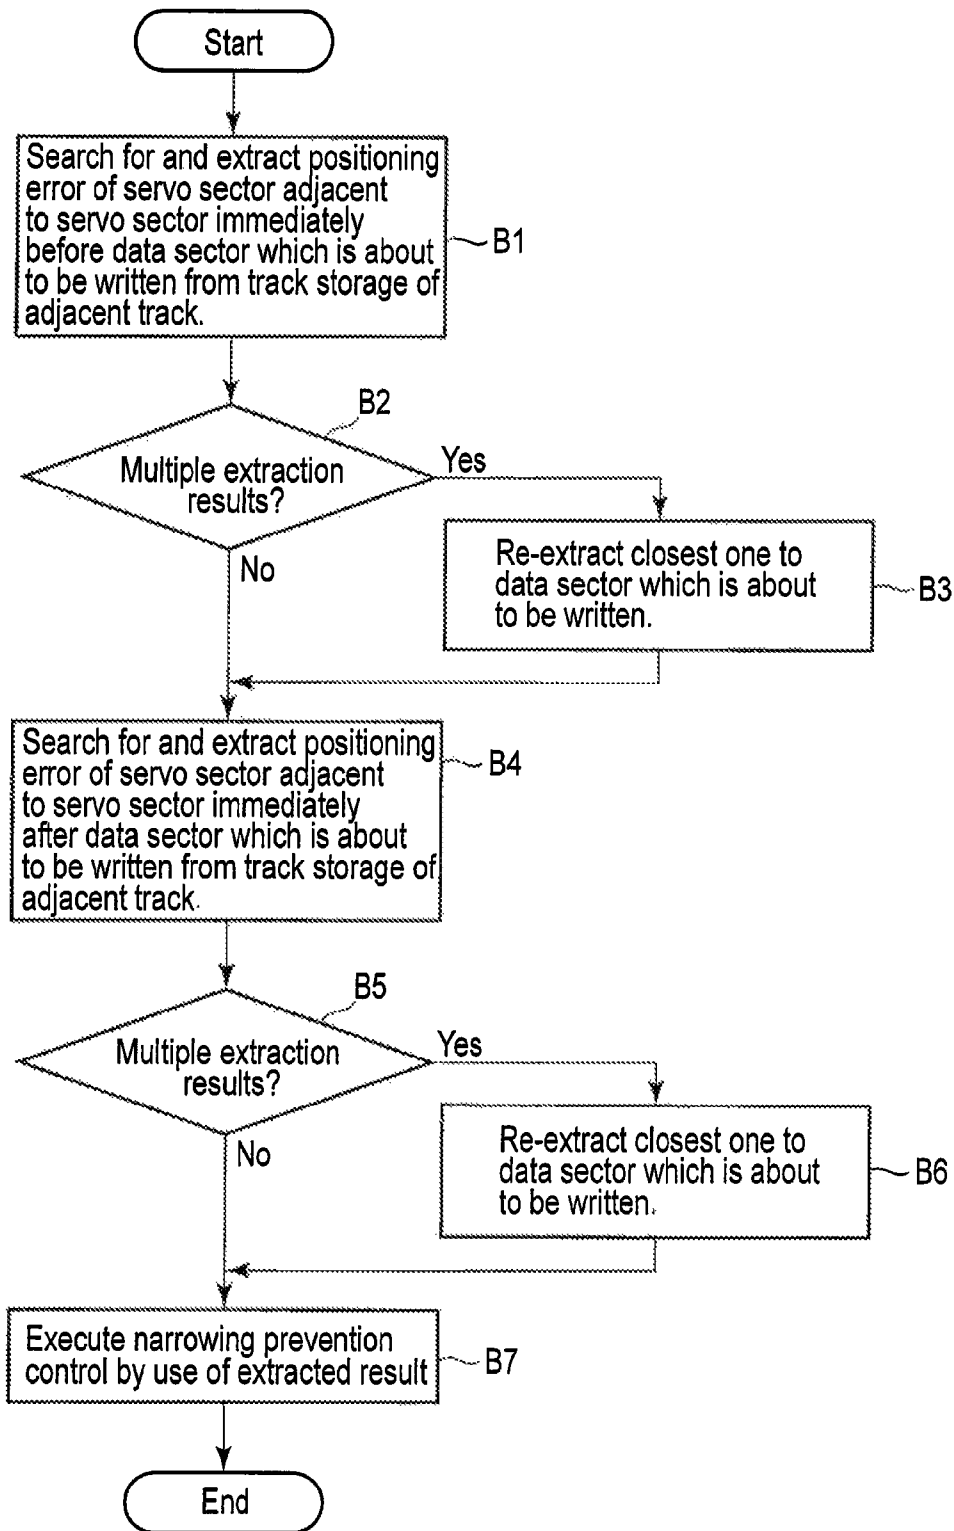 Start
Search for and extract positioning
error of servo sector adjacent
to servo sector immediately
before data sector which is about
to be written from track storage of
adjacent track.
B1
B2
Multiple extraction
results?
Yes
No
Re-extract closest one to
data sector which is about
to be written.
B3
Search for and extract positioning
error of servo sector adjacent
to servo sector immediately
after data sector which is about
to be written from track storage of
adjacent track.
B4
B5
Multiple extraction
results?
Yes
No
Re-extract closest one to
data sector which is about
to be written.
B6
Execute narrowing prevention
control by use of extracted result
B7
End